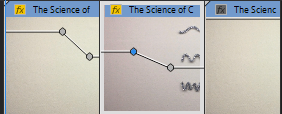 fx The Science of
fx The Science of C
fx The Scienc